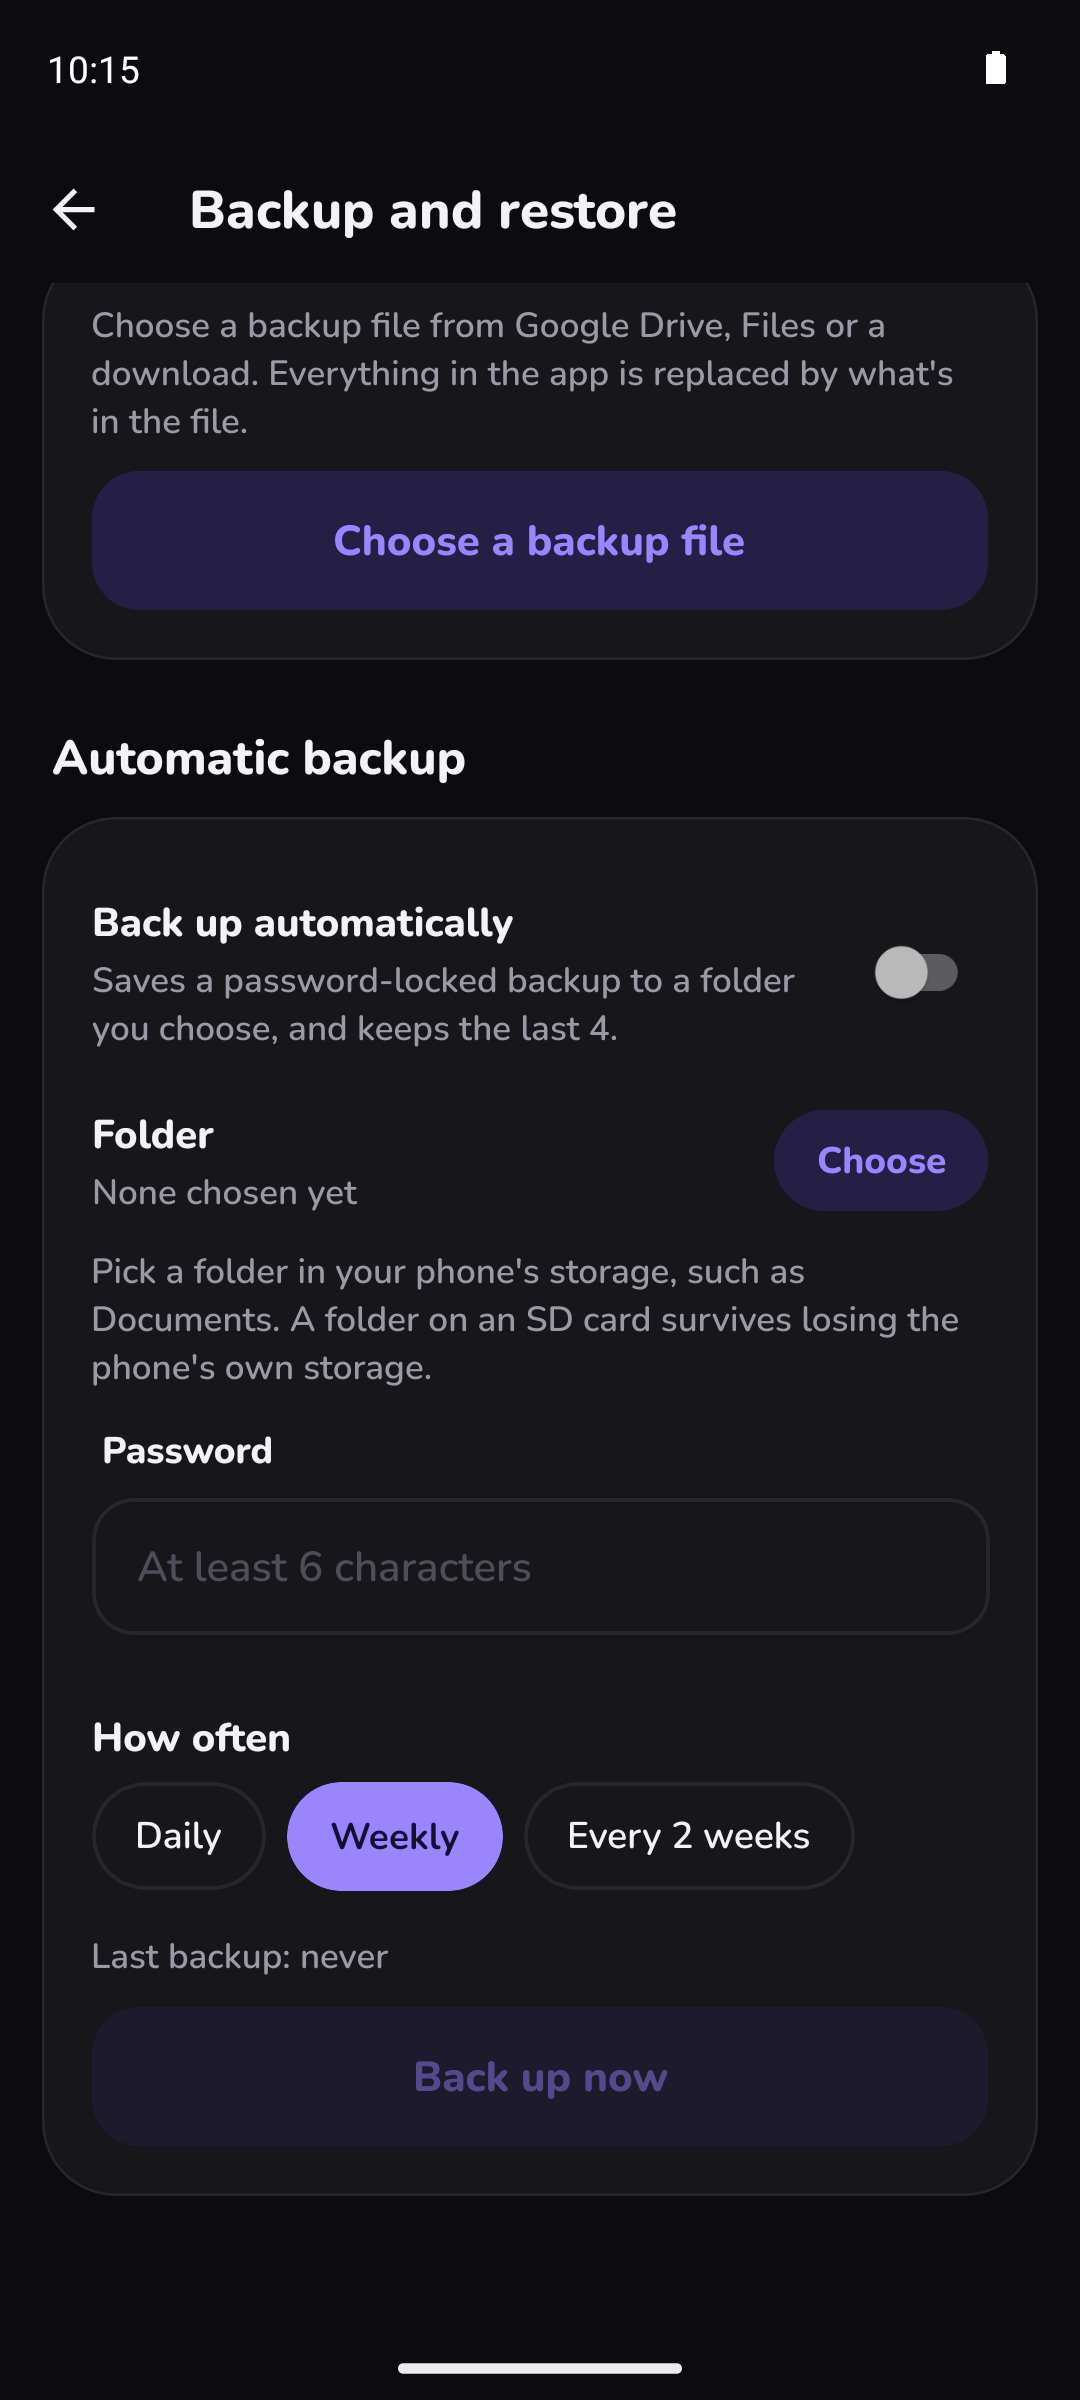 10:15
Backup and restore
Choose a backup file from Google Drive, Files or a
download. Everything in the app is replaced by what's
in the file.
Choose a backup file
Automatic backup
Back up automatically
Saves a password-locked backup to a folder
you choose, and keeps the last 4.
Folder
None chosen yet
Choose
Pick a folder in your phone's storage, such as
Documents. A folder on an SD card survives losing the
phone's own storage.
Password
At least 6 characters
How often
Daily
Weekly
Every 2 weeks
Last backup: never
Back up now